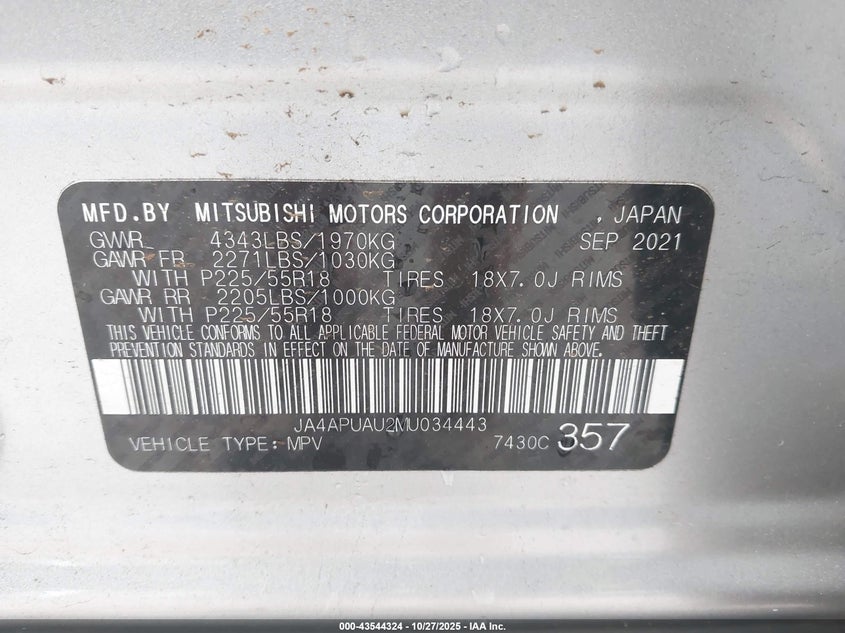 MFD.BY MITSUBISHI MOTORS CORPORATION , JAPAN
GVWR 4343LBS/1970KG SEP 2021
GAWR FR 2271LBS/1030KG
WITH P225/55R18 TIRES 18X7.0J RIMS
GAWR RR 2205LBS/1000KG
WITH P225/55R18 TIRES 18X7.0J RIMS
THIS VEHICLE CONFORMS TO ALL APPLICABLE FEDERAL MOTOR VEHICLE SAFETY AND THEFT
PREVENTION STANDARDS IN EFFECT ON THE DATE OF MANUFACTURE SHOWN ABOVE.
JA4APUAU2MU034443
VEHICLE TYPE: MPV 7430C 357
000-43544324 | 10/27/2025 - IAA Inc.